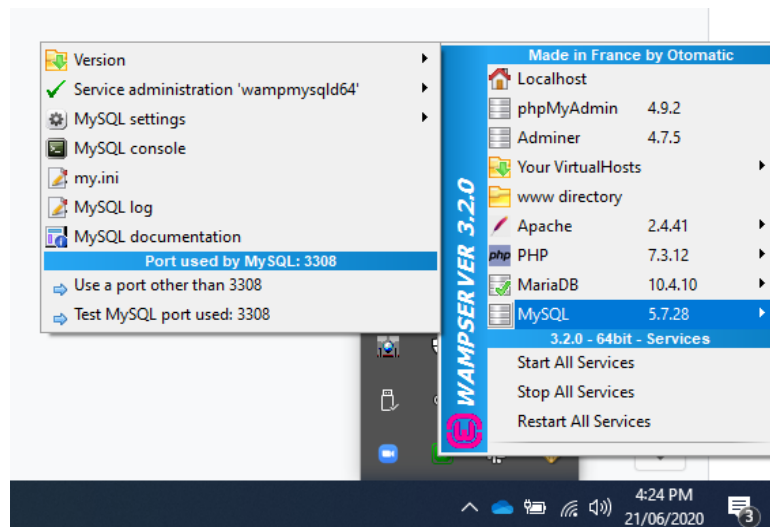 Version
Service administration 'wampmysqld64'
MySQL settings
MySQL console
my.ini
MySQL log
MySQL documentation
Port used by MySQL: 3308
Use a port other than 3308
Test MySQL port used: 3308
Made in France by Otomatic
Localhost
phpMyAdmin 4.9.2
Adminer 4.7.5
Your VirtualHosts
www directory
Apache 2.4.41
php PHP 7.3.12
MariaDB 10.4.10
MySQL 5.7.28
3.2.0 - 64bit - Services
Start All Services
Stop All Services
Restart All Services
WAMPSERVER 3.2.0
4:24 PM
21/06/2020
3